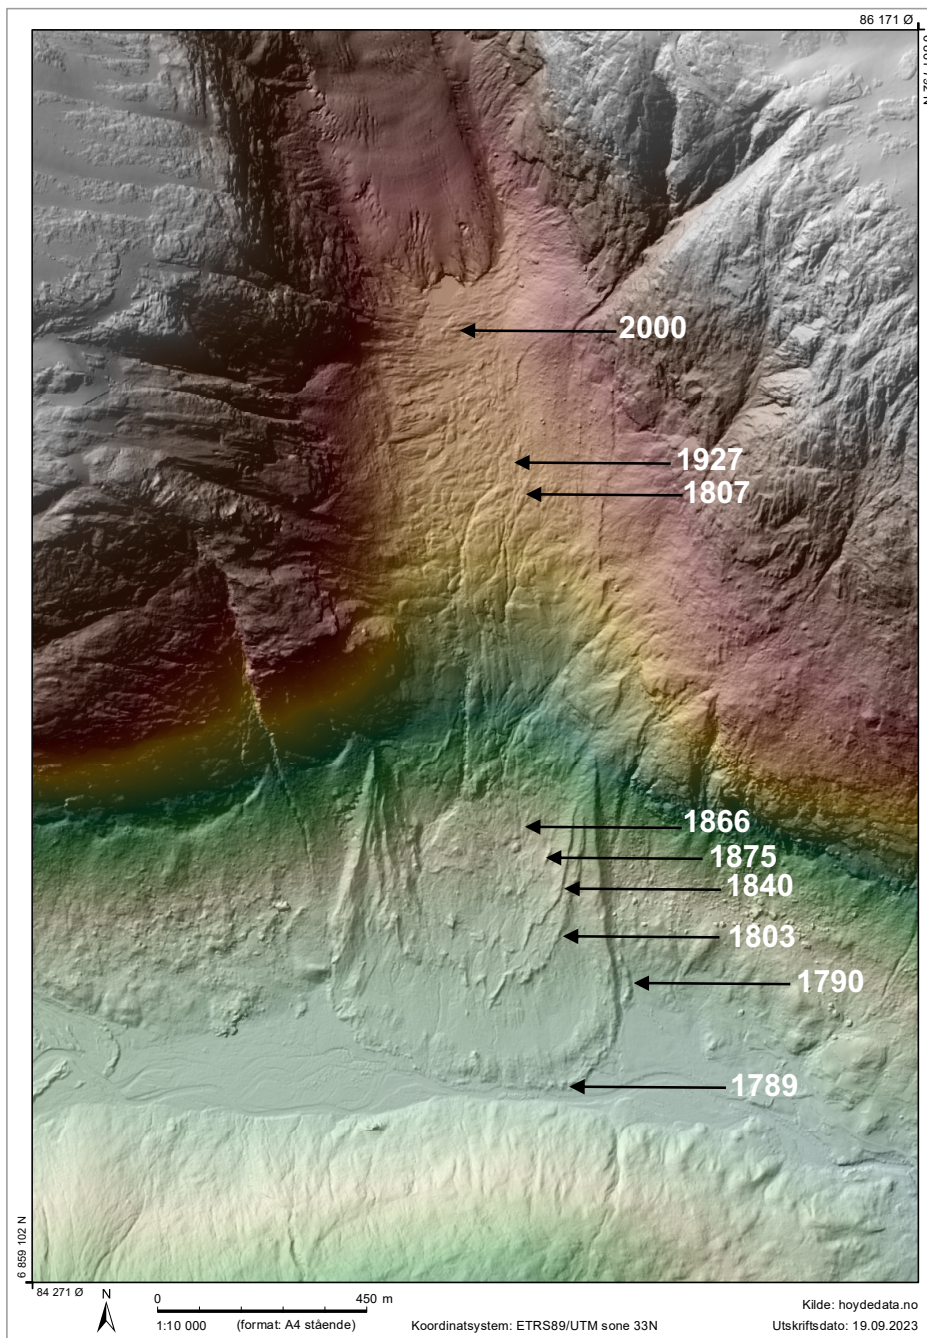 86 171 Ø
2000
1927
1807
1866
1875
1840
1803
1790
1789
6 859 102 N
84 271 Ø
N
0 450 m
1:10 000 (format: A4 stående)
Koordinatsystem: ETRS89/UTM sone 33N
Kilde: hoydedata.no
Utskriftsdato: 19.09.2023